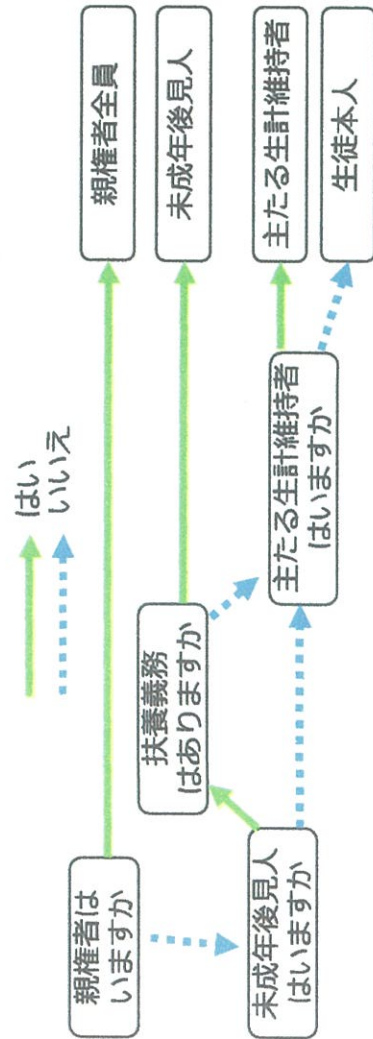 はい
いいえ
親権者は
いますか
親権者全員
扶養義務
はありますか
未成年後見人
未成年後見人
はいますか
主たる生計維持者
はいますか
主たる生計維持者
生徒本人